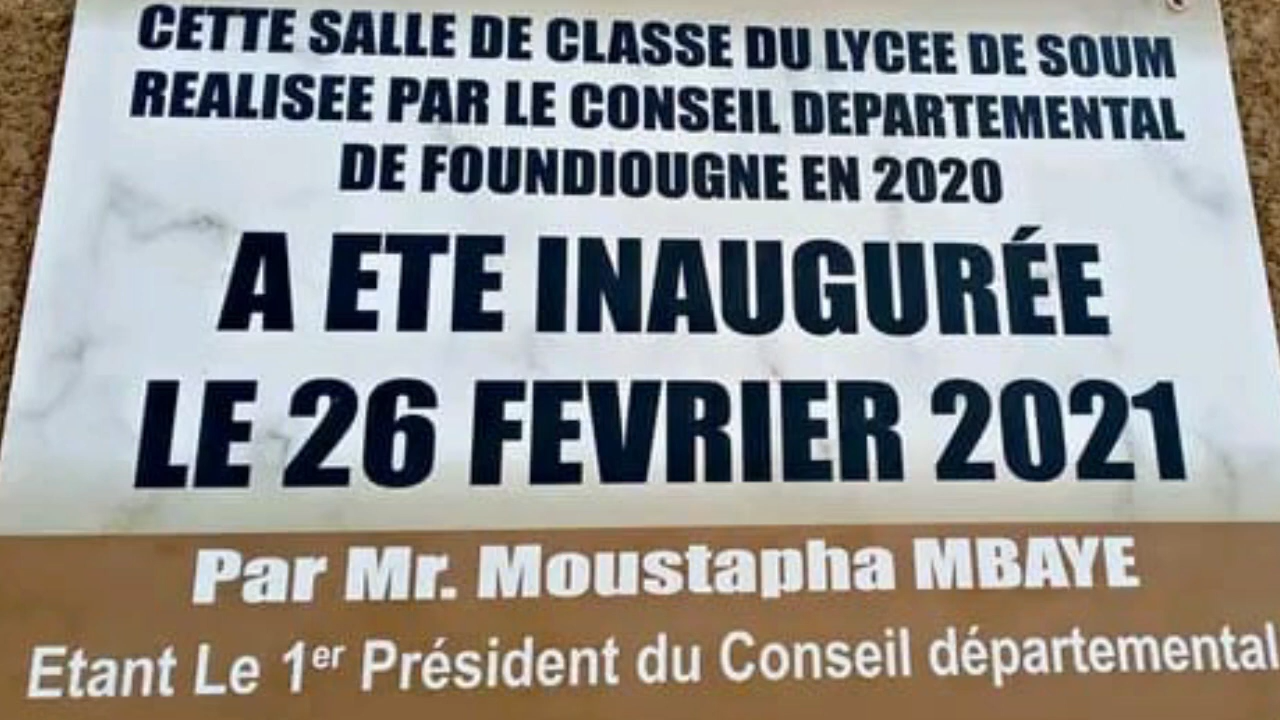 CETTE SALLE DE CLASSE DU LYCEE DE SOUM
REALISEE PAR LE CONSEIL DEPARTEMENTAL
DE FOUNDIOUGNE EN 2020
A ETE INAUGURÉE
LE 26 FEVRIER 2021
Par Mr. Moustapha MBAYE
Etant Le 1er Président du Conseil départemental